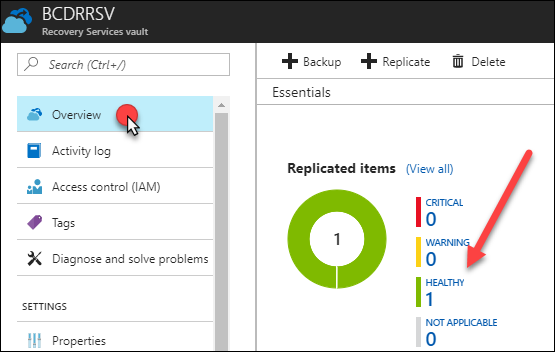 BCDRRSV
Recovery Services vault
Search (Ctrl+/)
Overview
Activity log
Access control (IAM)
Tags
Diagnose and solve problems
SETTINGS
Properties
Backup Replicate Delete
Essentials
Replicated items (View all)
1
CRITICAL
0
WARNING
0
HEALTHY
1
NOT APPLICABLE
0